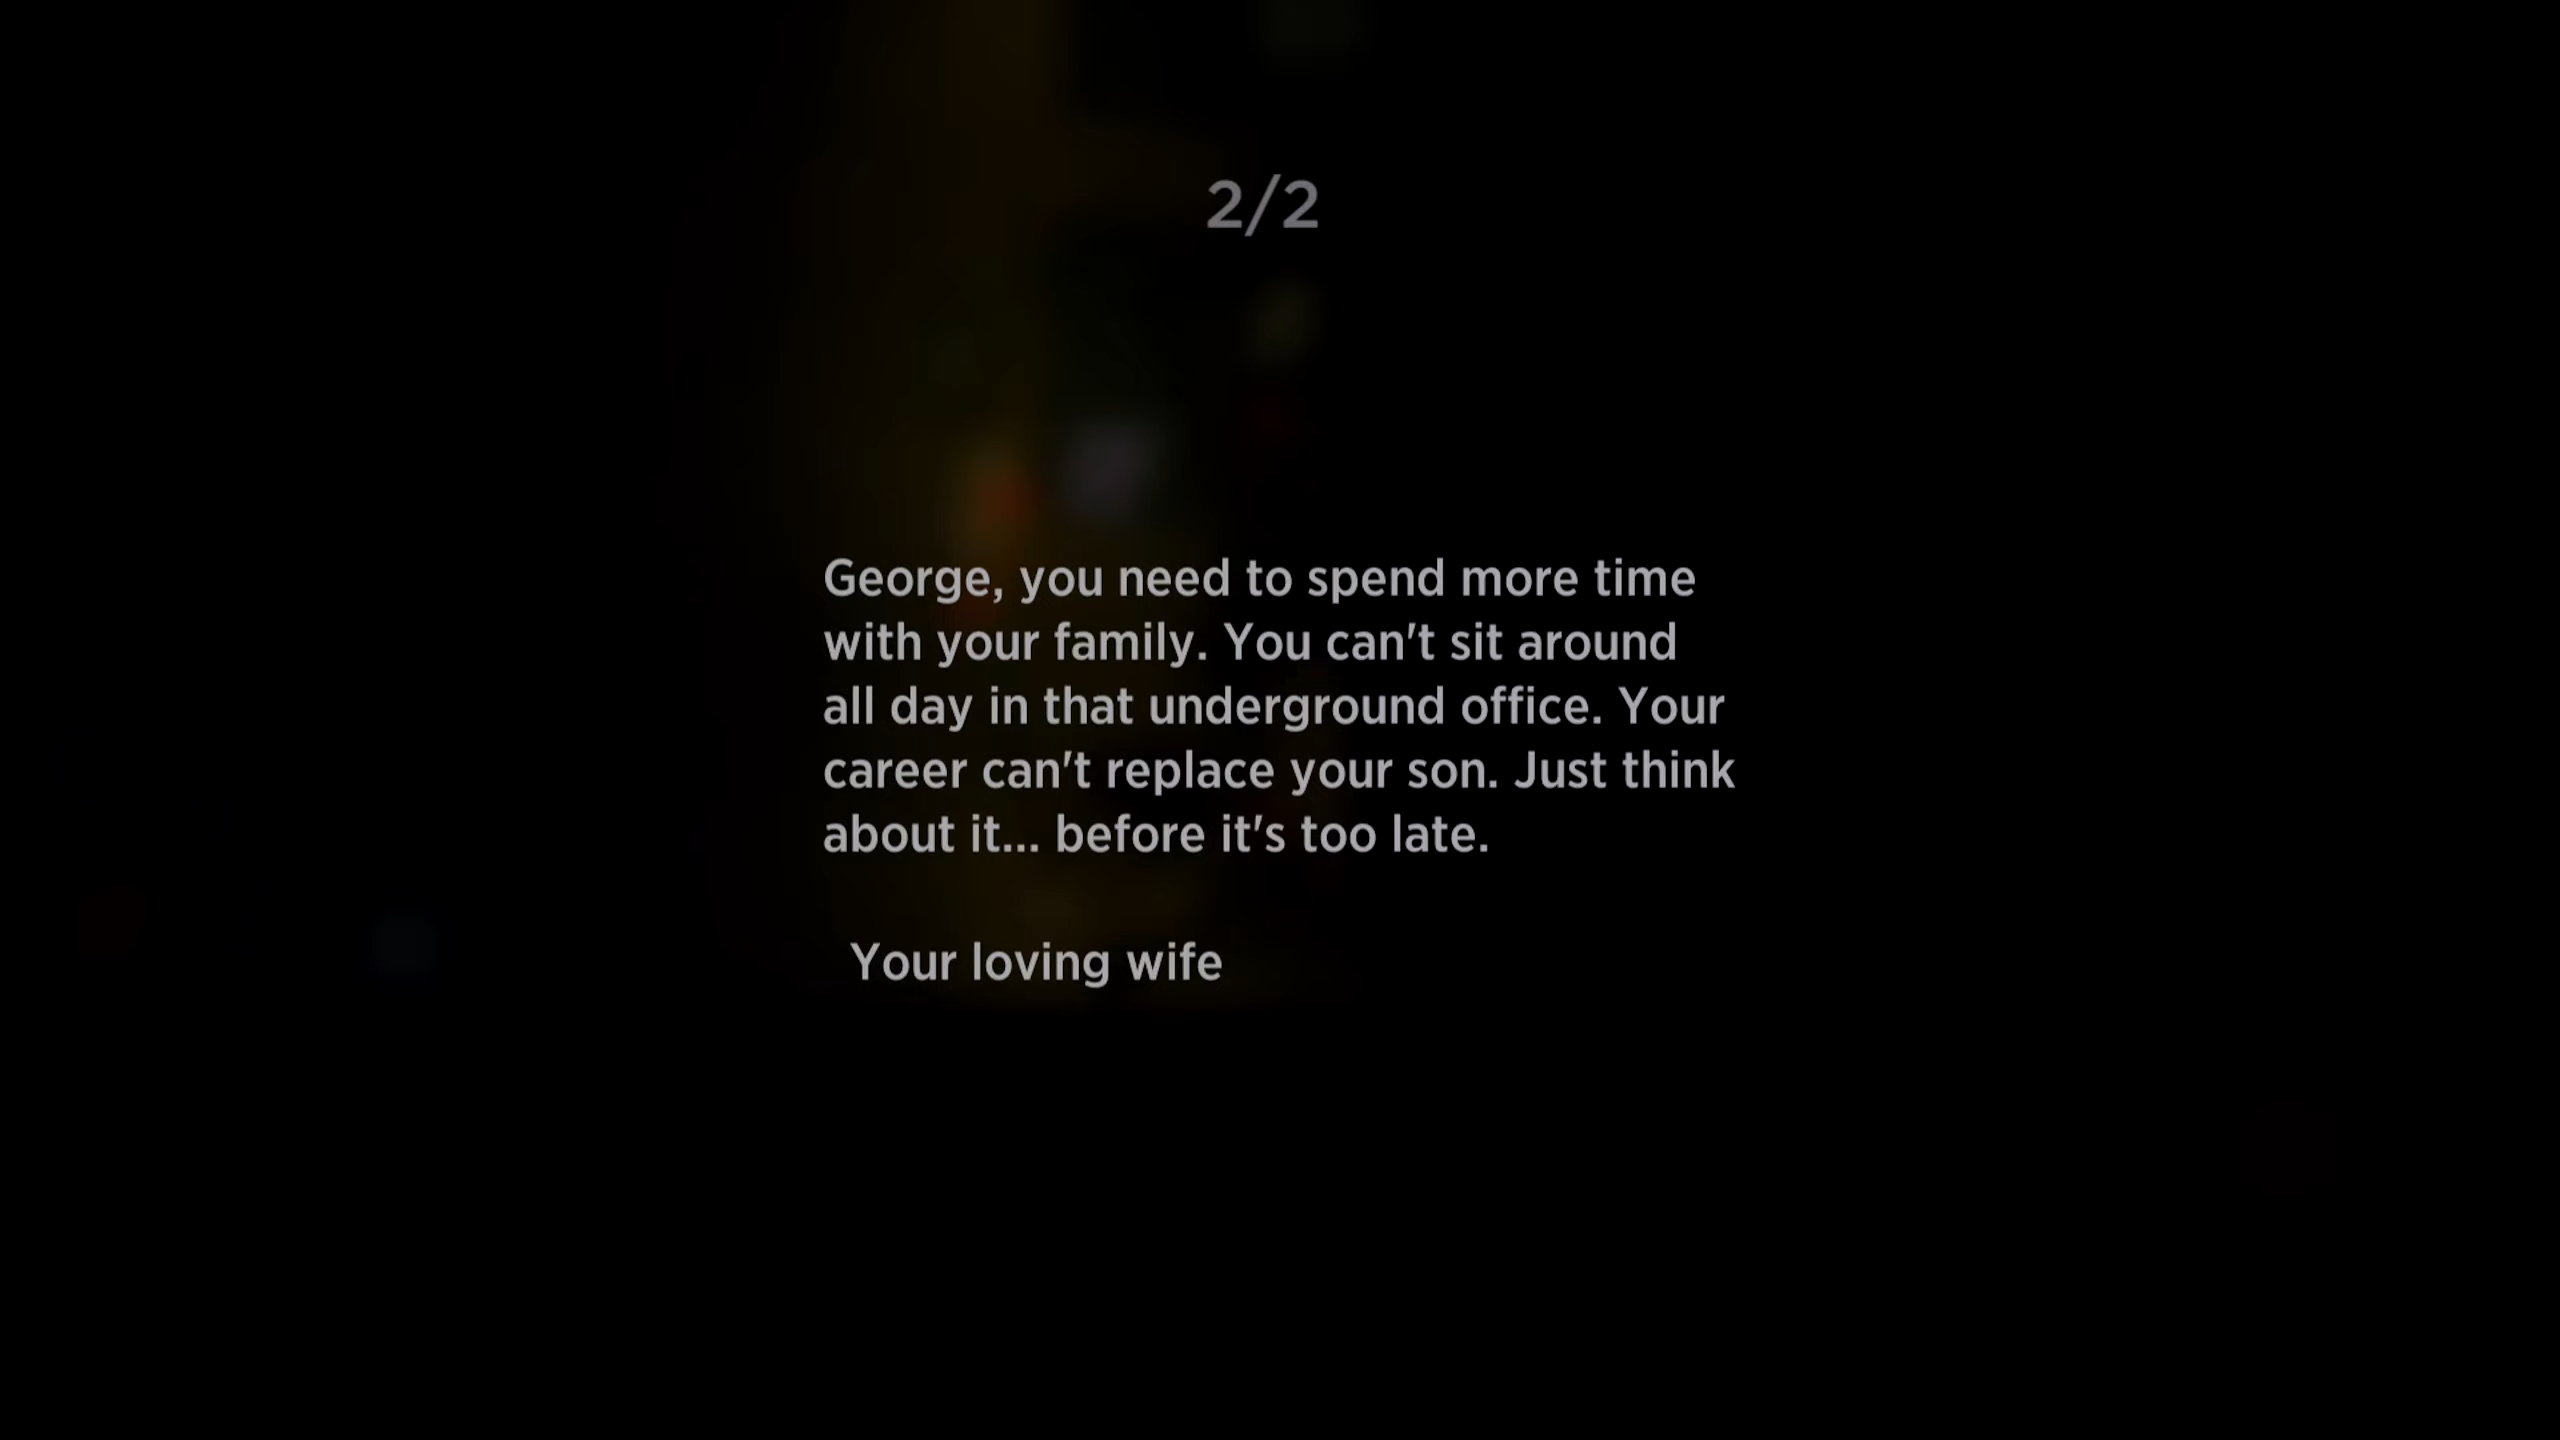 2/2
George, you need to spend more time
with your family. You can't sit around
all day in that underground office. Your
career can't replace your son. Just think
about it... before it's too late.
Your loving wife